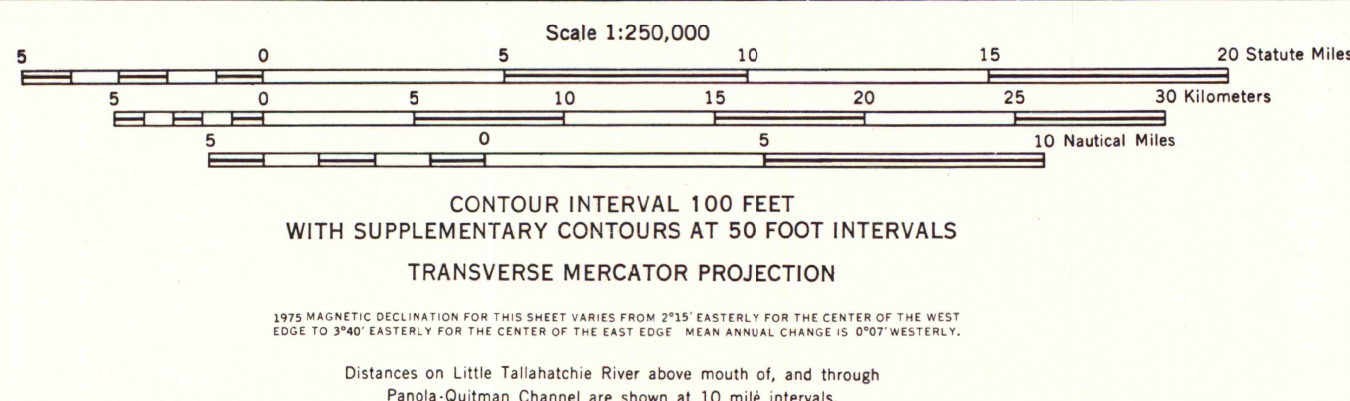 Scale 1:250,000
5 0 5 10 15 20 Statute Miles
5 0 5 10 15 20 25 30 Kilometers
5 0 5 10 Nautical Miles
CONTOUR INTERVAL 100 FEET
WITH SUPPLEMENTARY CONTOURS AT 50 FOOT INTERVALS
TRANSVERSE MERCATOR PROJECTION
1975 MAGNETIC DECLINATION FOR THIS SHEET VARIES FROM 2°15′ EASTERLY FOR THE CENTER OF THE WEST
EDGE TO 3°40′ EASTERLY FOR THE CENTER OF THE EAST EDGE MEAN ANNUAL CHANGE IS 0°07′ WESTERLY.
Distances on Little Tallahatchie River above mouth of, and through
Panola-Quitman Channel are shown at 10 mile intervals.